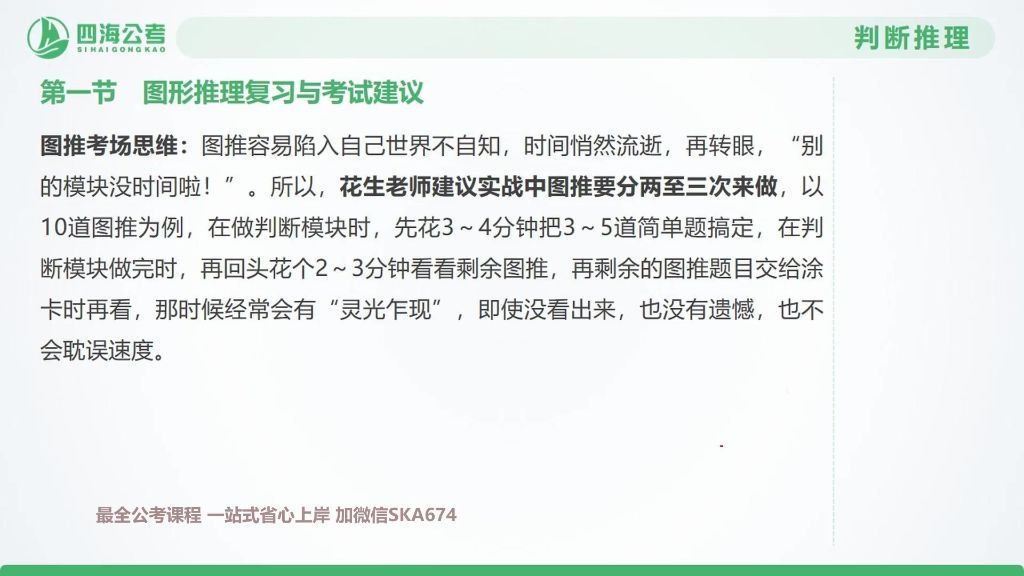 四海公考
SIHAIGONGKAO
判断推理
第一节 图形推理复习与考试建议
图推考场思维：图推容易陷入自己世界不自知，时间悄然流逝，再转眼，“别
的模块没时间啦！”。所以，花生老师建议实战中图推要分两至三次来做，以
10道图推为例，在做判断模块时，先花3～4分钟把3～5道简单题搞定，在判
断模块做完时，再回头花个2～3分钟看看剩余图推，再剩余的图推题目交给涂
卡时再看，那时候经常会有“灵光乍现”，即使没看出来，也没有遗憾，也不
会耽误速度。
最全公考课程 一站式省心上岸 加微信SKA674